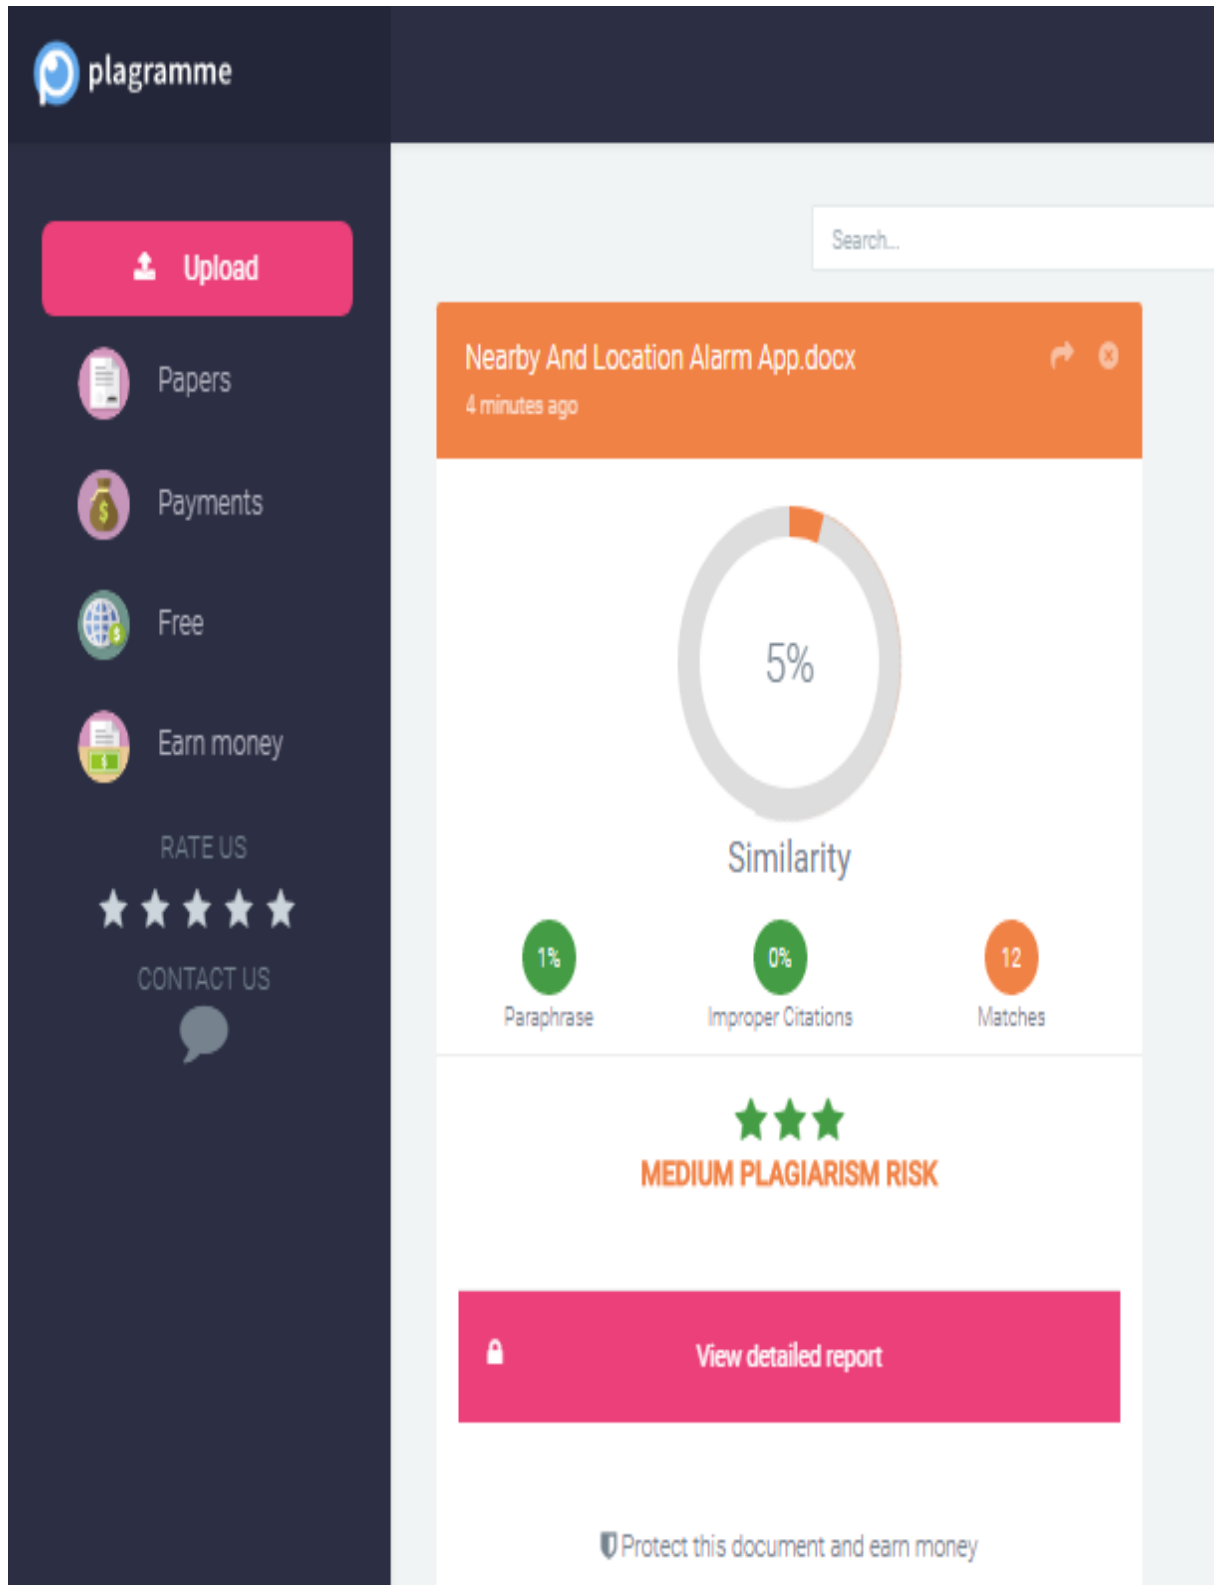 plagramme
Upload
Papers
Payments
Free
Earn money
RATE US
CONTACT US
Search...
Nearby And Location Alarm App.docx
4 minutes ago
5%
Similarity
1%
Paraphrase
0%
Improper Citations
12
Matches
MEDIUM PLAGIARISM RISK
View detailed report
Protect this document and earn money